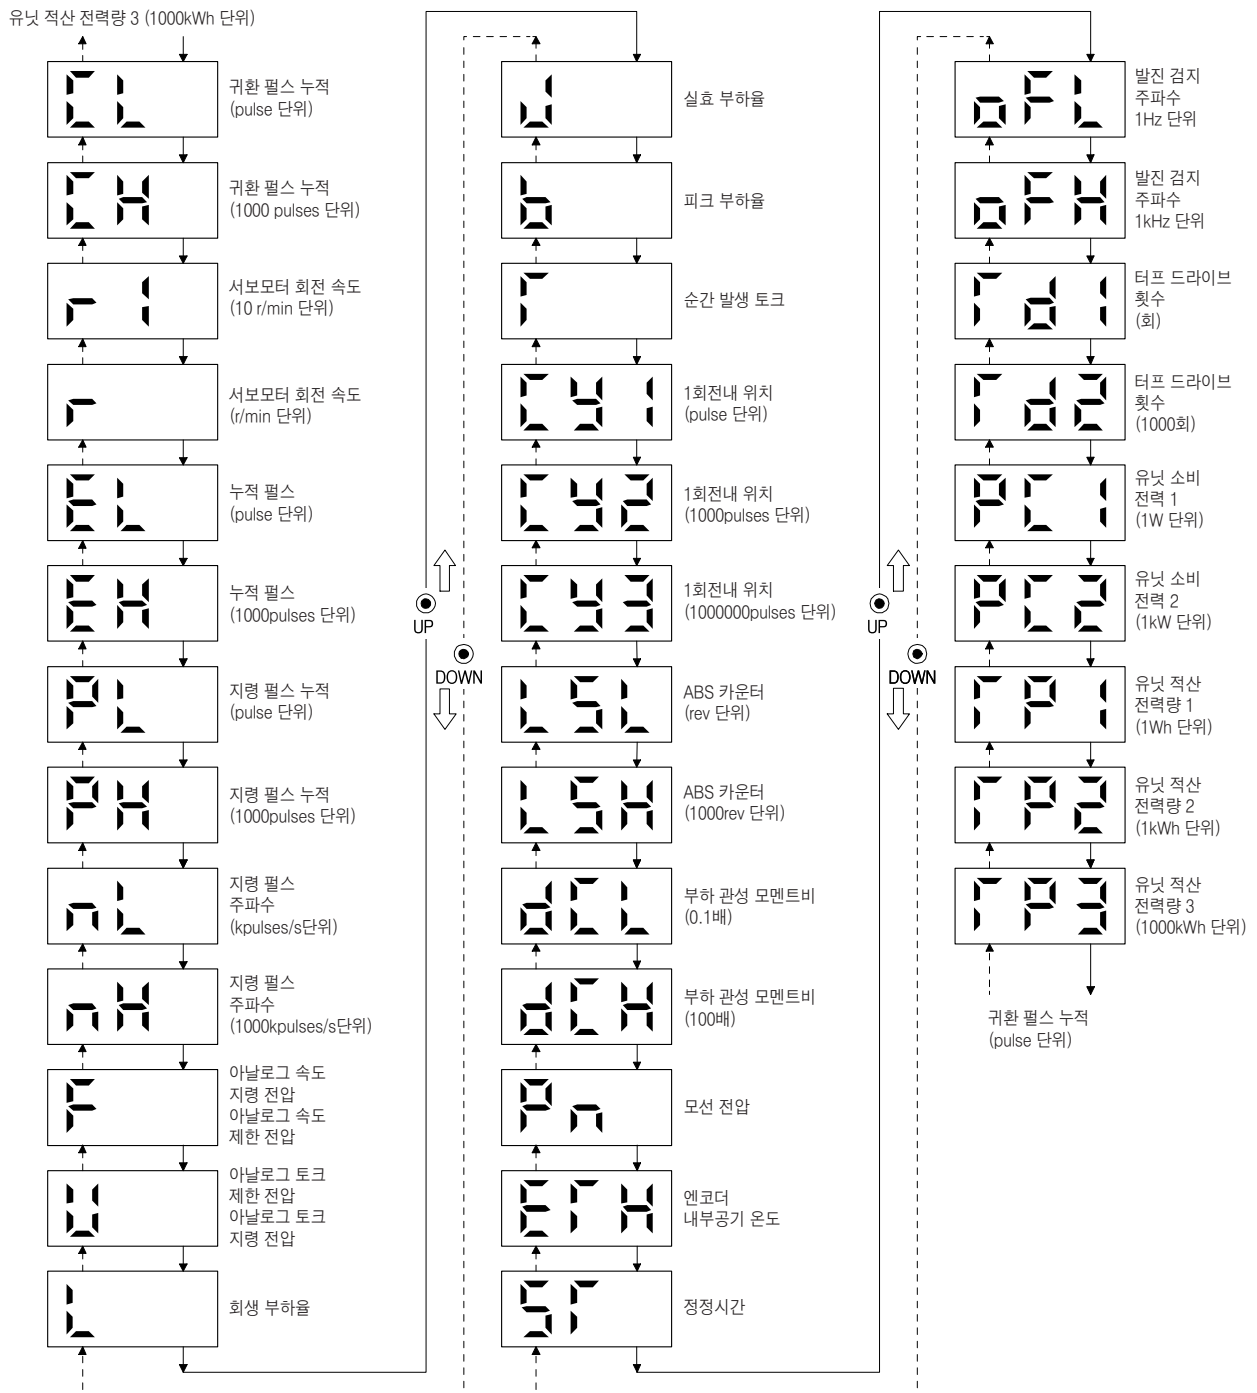 유닛 적산 전력량 3 (1000kWh 단위)
CL
귀환 펄스 누적
(pulse 단위)
CH
귀환 펄스 누적
(1000 pulses 단위)
r1
서보모터 회전 속도
(10 r/min 단위)
r
서보모터 회전 속도
(r/min 단위)
EL
누적 펄스
(pulse 단위)
EH
누적 펄스
(1000pulses 단위)
PL
지령 펄스 누적
(pulse 단위)
PH
지령 펄스 누적
(1000pulses 단위)
nL
지령 펄스
주파수
(kpulses/s단위)
nH
지령 펄스
주파수
(1000kpulses/s단위)
F
아날로그 속도
지령 전압
아날로그 속도
제한 전압
U
아날로그 토크
제한 전압
아날로그 토크
지령 전압
L
회생 부하율
UP
DOWN
J
실효 부하율
b
피크 부하율
T
순간 발생 토크
Cy1
1회전내 위치
(pulse 단위)
Cy2
1회전내 위치
(1000pulses 단위)
Cy3
1회전내 위치
(1000000pulses 단위)
LSL
ABS 카운터
(rev 단위)
LSH
ABS 카운터
(1000rev 단위)
dCL
부하 관성 모멘트비
(0.1배)
dCH
부하 관성 모멘트비
(100배)
Pn
모선 전압
ETH
엔코더
내부공기 온도
ST
정정시간
UP
DOWN
oFL
발진 검지
주파수
1Hz 단위
oFH
발진 검지
주파수
1kHz 단위
Td1
터프 드라이브
횟수
(회)
Td2
터프 드라이브
횟수
(1000회)
PC1
유닛 소비
전력 1
(1W 단위)
PC2
유닛 소비
전력 2
(1kW 단위)
TP1
유닛 적산
전력량 1
(1Wh 단위)
TP2
유닛 적산
전력량 2
(1kWh 단위)
TP3
유닛 적산
전력량 3
(1000kWh 단위)
귀환 펄스 누적
(pulse 단위)